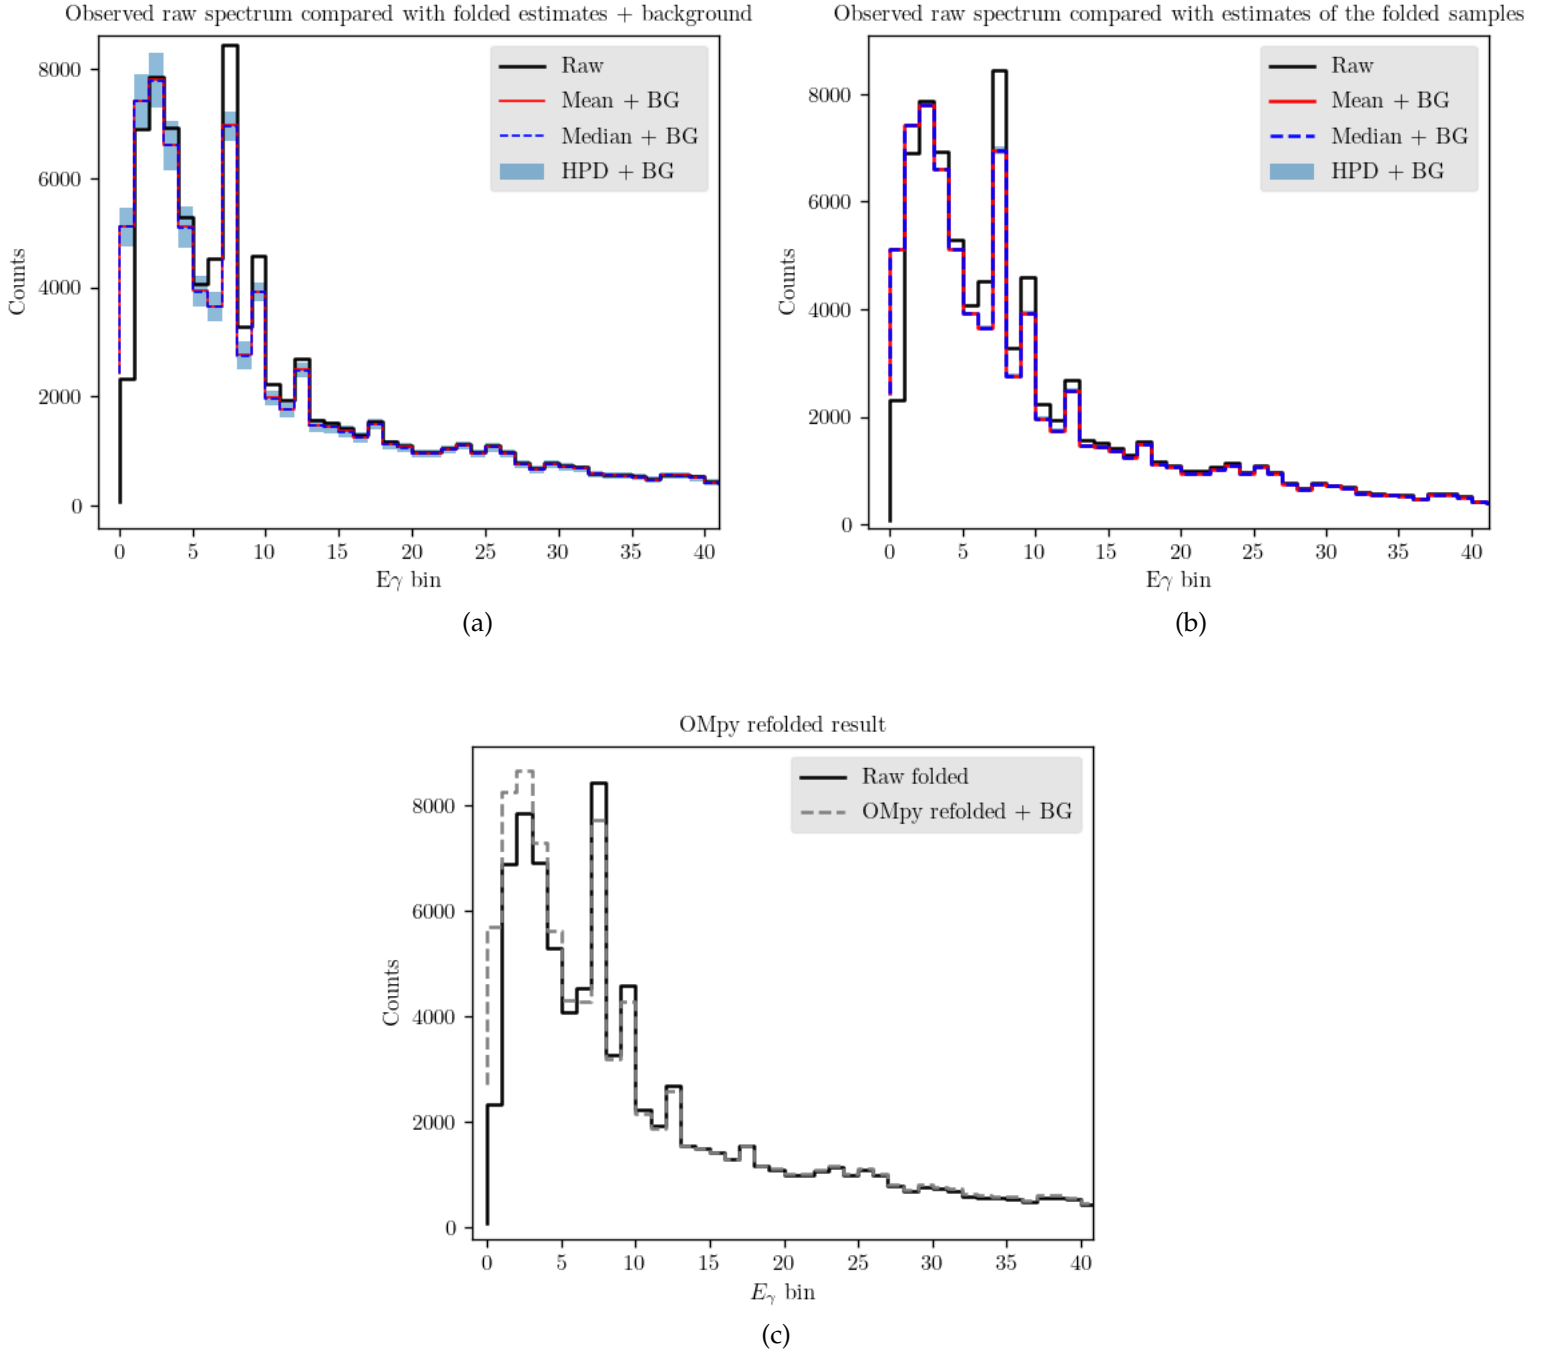 Observed raw spectrum compared with folded estimates + background
Counts
8000
6000
4000
2000
0
Raw
Mean + BG
Median + BG
HPD + BG
0 5 10 15 20 25 30 35 40
Eγ bin
(a)
Observed raw spectrum compared with estimates of the folded samples
Counts
8000
6000
4000
2000
0
Raw
Mean + BG
Median + BG
HPD + BG
0 5 10 15 20 25 30 35 40
Eγ bin
(b)
OMpy refolded result
Counts
8000
6000
4000
2000
0
Raw folded
OMpy refolded + BG
0 5 10 15 20 25 30 35 40
Eγ bin
(c)